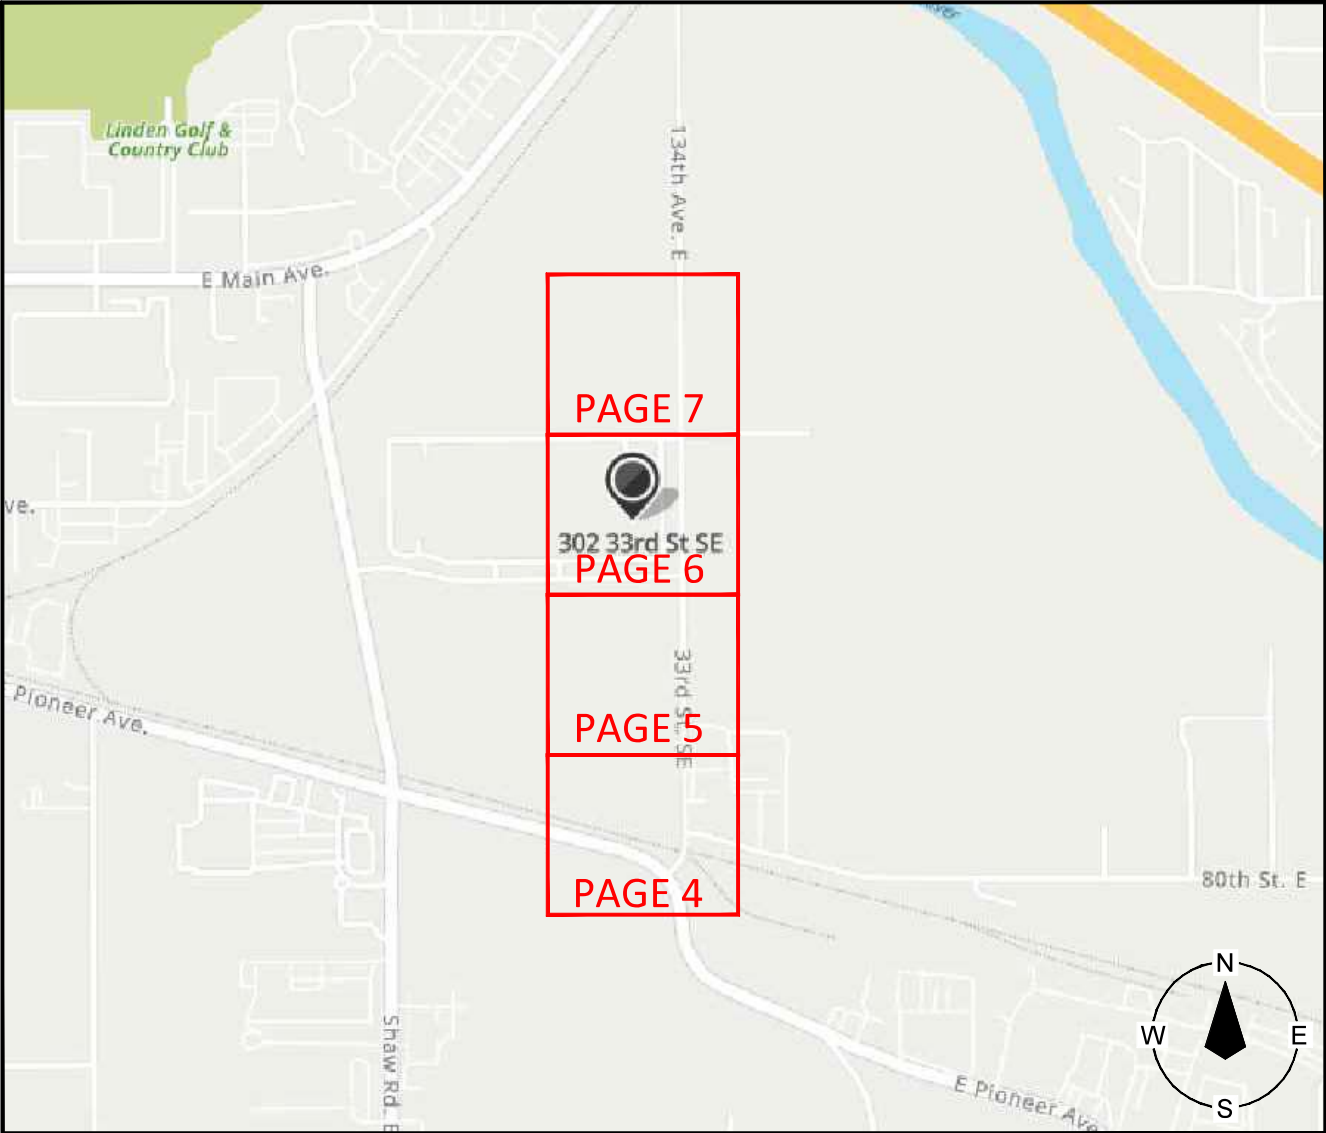 Linden Golf &
Country Club
134th Ave. E
E Main Ave.
PAGE 7
302 33rd St SE
PAGE 6
ve.
33rd St. SE
PAGE 5
E Pioneer Ave.
PAGE 4
80th St. E
Shaw Rd. E
E Pioneer Ave
N
W
E
S